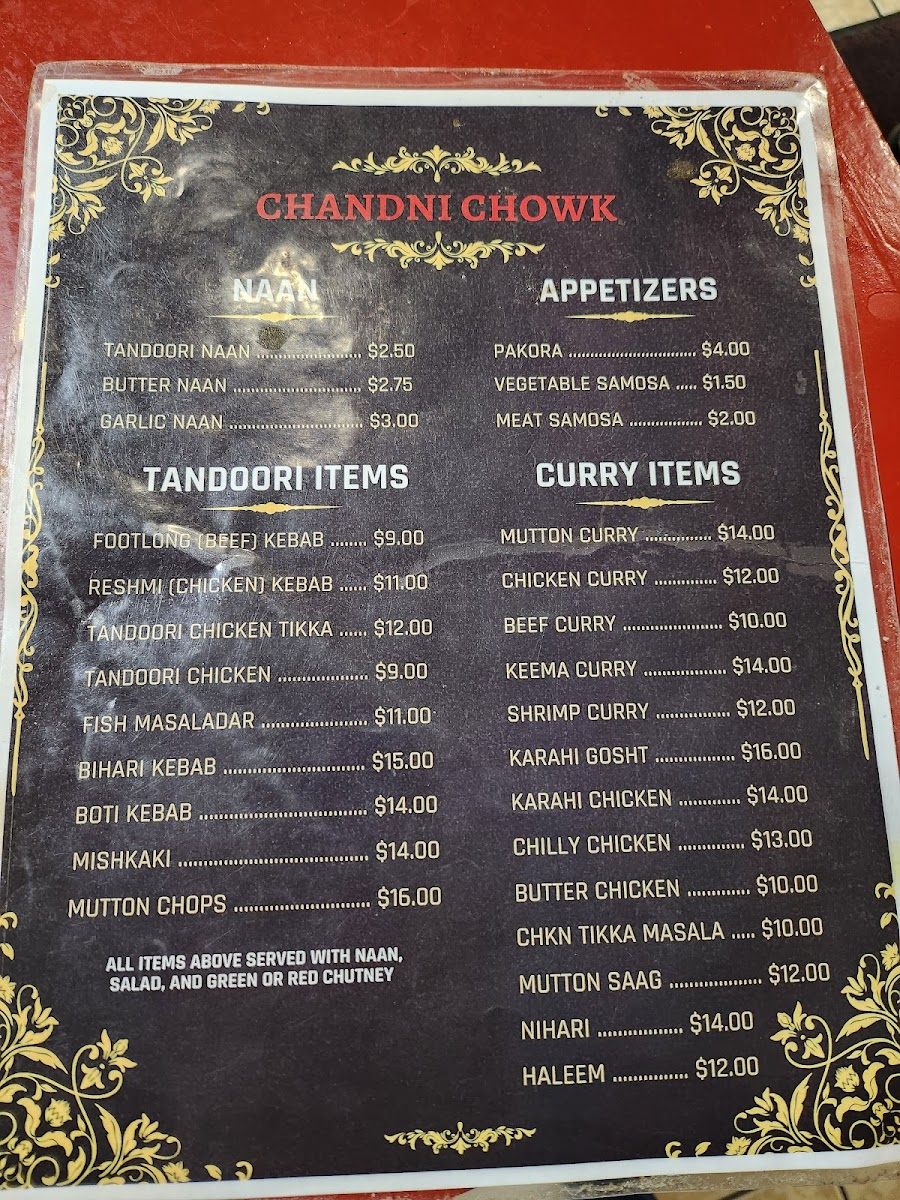 CHANDNI CHOWK
NAAN
TANDOORI NAAN ..................... $2.50
BUTTER NAAN .......................... $2.75
GARLIC NAAN ........................... $3.00
APPETIZERS
PAKORA ............................. $4.00
VEGETABLE SAMOSA ..... $1.50
MEAT SAMOSA ................. $2.00
TANDOORI ITEMS
FOOTLONG (BEEF) KEBAB ........ $9.00
RESHMI (CHICKEN) KEBAB ...... $11.00
TANDOORI CHICKEN TIKKA ...... $12.00
TANDOORI CHICKEN ................... $9.00
FISH MASALADAR ....................... $11.00
BIHARI KEBAB .............................. $15.00
BOTI KEBAB ................................... $14.00
MISHKAKI ....................................... $14.00
MUTTON CHOPS ............................ $16.00
ALL ITEMS ABOVE SERVED WITH NAAN,
SALAD, AND GREEN OR RED CHUTNEY
CURRY ITEMS
MUTTON CURRY ............... $14.00
CHICKEN CURRY ............. $12.00
BEEF CURRY ...................... $10.00
KEEMA CURRY .................. $14.00
SHRIMP CURRY ................ $12.00
KARAHI GOSHT ................. $16.00
KARAHI CHICKEN ............. $14.00
CHILLY CHICKEN .............. $13.00
BUTTER CHICKEN ............. $10.00
CHKN TIKKA MASALA ..... $10.00
MUTTON SAAG ................... $12.00
NIHARI .................. $14.00
HALEEM ................ $12.00